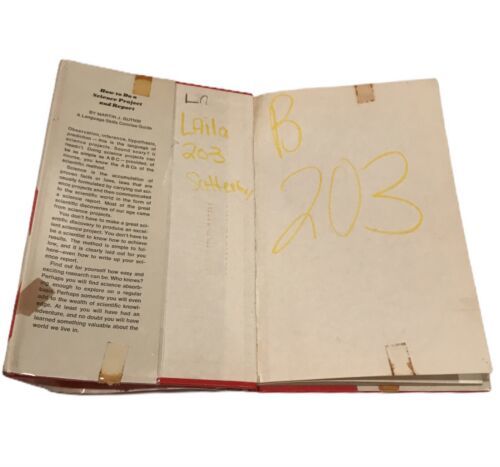 How to Do a
Science Project
and Report
BY MARTIN J. GUTNIK
A Language Skills Concise Guide
Observation, inference, hypothesis,
prediction—this is the language of
science projects. Sound scary? It
needn't. Doing science projects can
be as simple as A B C—provided, of
course, you know the A B Cs of the
scientific method.
Science is the accumulation of
proven facts or laws, laws that are
usually formulated by carrying out sci-
ence projects and then communicated
to the scientific world in the form of
a science report. Most of the great
scientific discoveries of our age came
from science projects.
You don't have to make a great sci-
entific discovery to produce an excel-
lent science project. You don't have to
be a scientist to know how to achieve
results. The method is simple to fol-
low, and it is clearly laid out for you
here—even how to write up your sci-
ence report.
Find out for yourself how easy and
exciting research can be. Who knows?
Perhaps you will find science absorb-
ing enough to explore on a regular
basis. Perhaps someday you will even
add to the wealth of scientific knowl-
edge. At least you will have had an
adventure, and no doubt you will have
learned something valuable about the
world we live in.
La
Laila
203
B
203